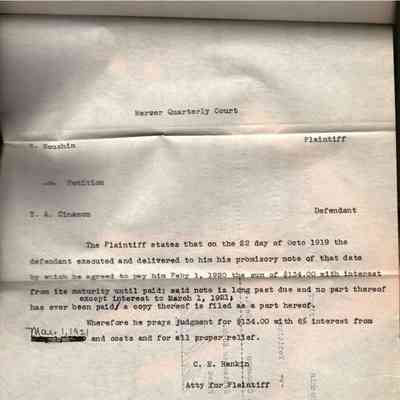 Mercer Quarterly Court
Plaintiff
Petition
T. A. Cinamon
Defendant
The Plaintiff states that on the 22 day of Octo 1919 the
defendant executed and delivered to him his promisory note of that date
by which he agreed to pay him Feby 1, 1920 the sum of $134.00 with interest
from its maturity until paid; said note is long past due and no part thereof
except interest to March 1, 1921;
has ever been paid/ a copy thereof is filed as a part hereof.
Wherefore he prays judgment for $134.00 with 6% interest from
Mar. 1, 1921
and costs and for all proper relief.
C. E. Rankin
Atty for Plaintiff